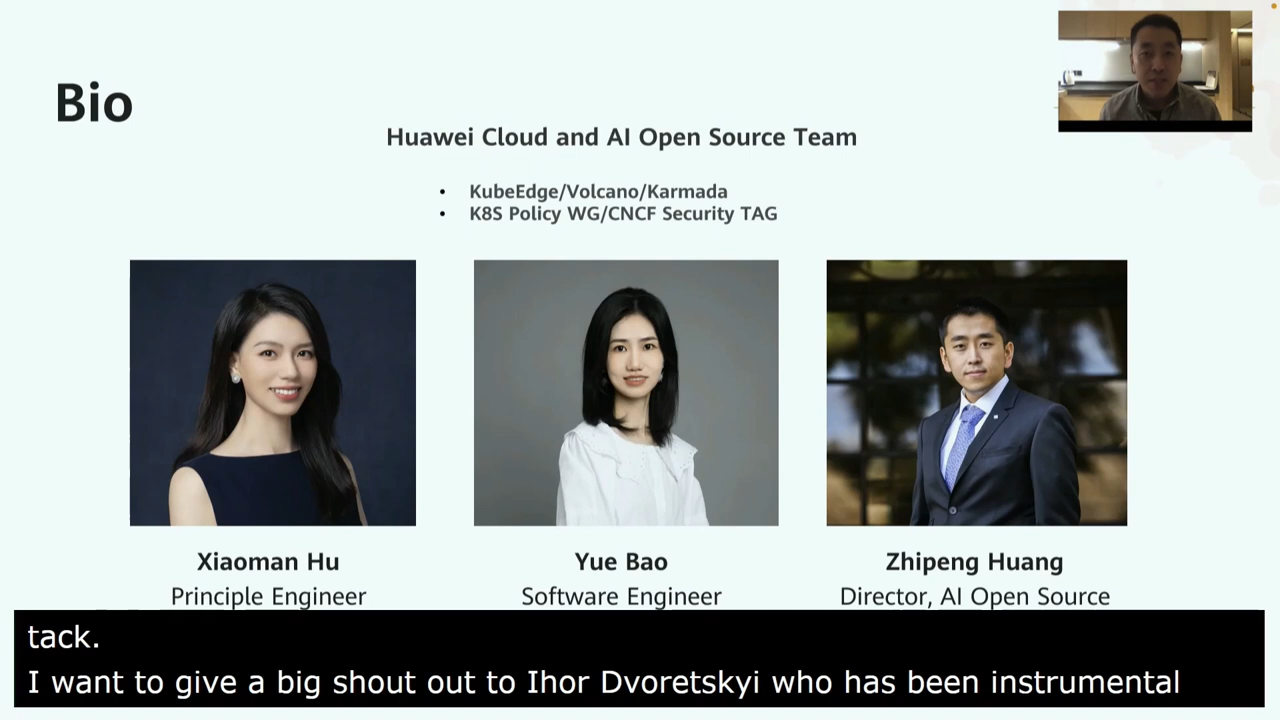 Bio
Huawei Cloud and AI Open Source Team
• KubeEdge/Volcano/Karmada
• K8S Policy WG/CNCF Security TAG
Xiaoman Hu
Principle Engineer
Yue Bao
Software Engineer
Zhipeng Huang
Director, AI Open Source
tack.
I want to give a big shout out to Ihor Dvoretskyi who has been instrumental